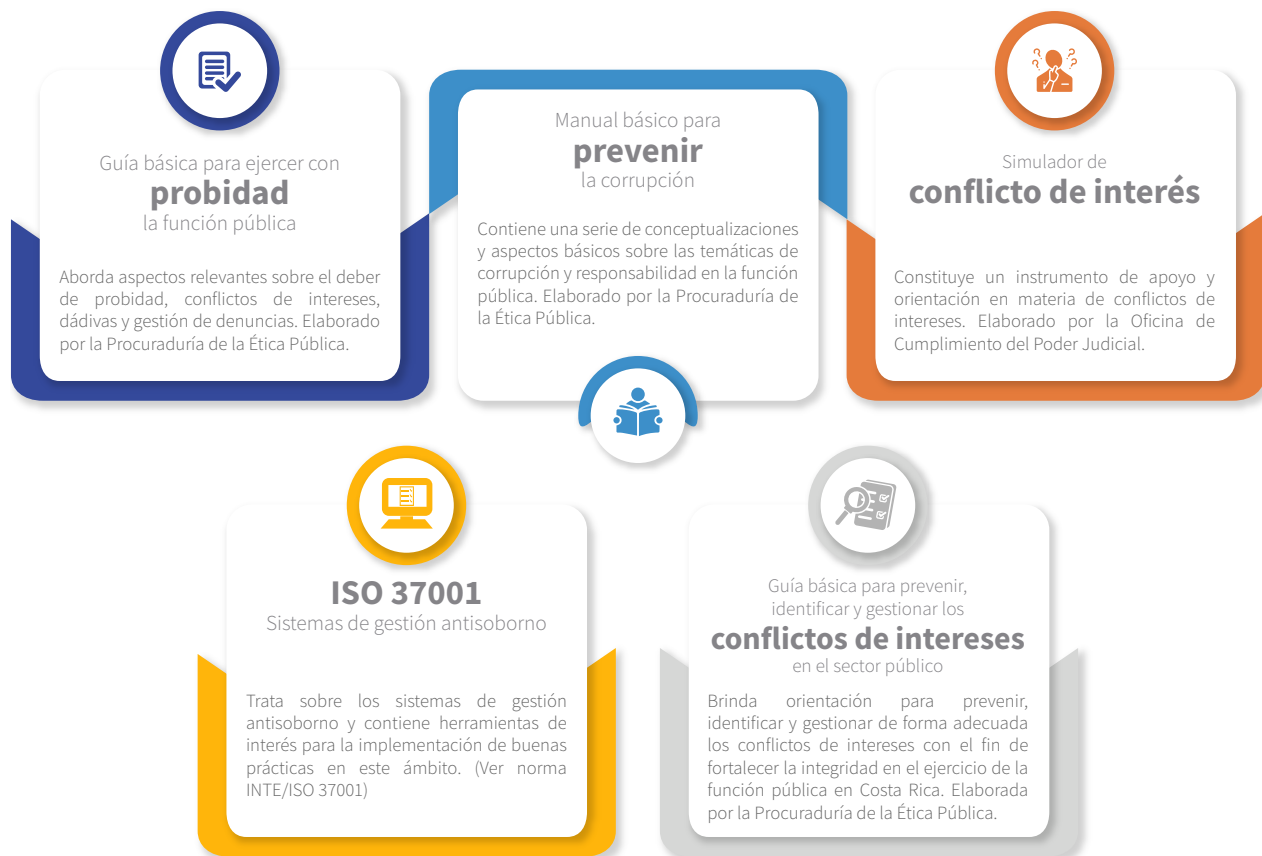 Guía básica para ejercer con
probidad
la función pública
Aborda aspectos relevantes sobre el deber
de probidad, conflictos de intereses,
dádivas y gestión de denuncias. Elaborado
por la Procuraduría de la Ética Pública.
Manual básico para
prevenir
la corrupción
Contiene una serie de conceptualizaciones
y aspectos básicos sobre las temáticas de
corrupción y responsabilidad en la función
pública. Elaborado por la Procuraduría de
la Ética Pública.
Simulador de
conflicto de interés
Constituye un instrumento de apoyo y
orientación en materia de conflictos de
intereses. Elaborado por la Oficina de
Cumplimiento del Poder Judicial.
ISO 37001
Sistemas de gestión antisoborno
Trata sobre los sistemas de gestión
antisoborno y contiene herramientas de
interés para la implementación de buenas
prácticas en este ámbito. (Ver norma
INTE/ISO 37001)
Guía básica para prevenir,
identificar y gestionar los
conflictos de intereses
en el sector público
Brinda orientación para prevenir,
identificar y gestionar de forma adecuada
los conflictos de intereses con el fin de
fortalecer la integridad en el ejercicio de la
función pública en Costa Rica. Elaborada
por la Procuraduría de la Ética Pública.